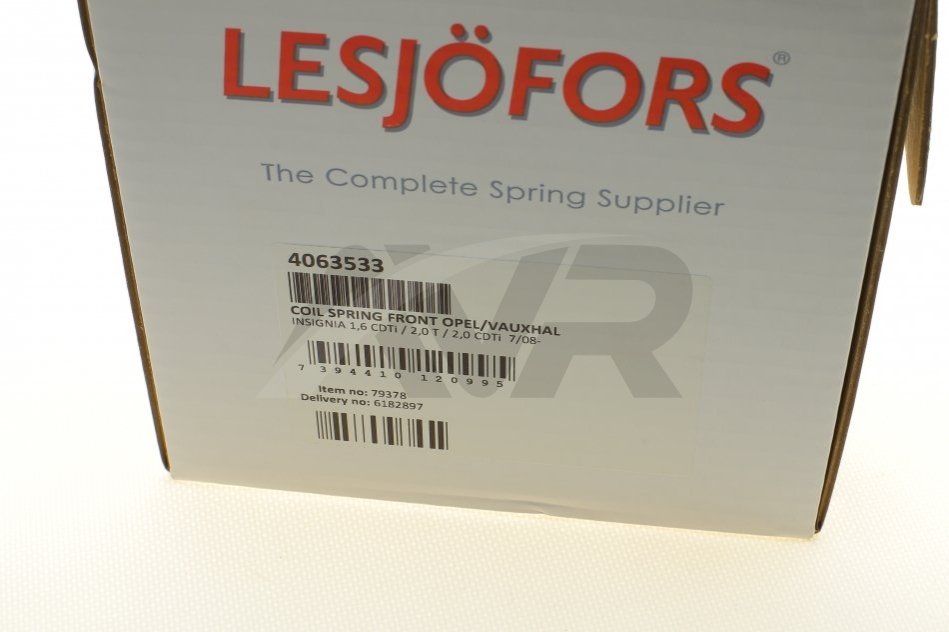 LESJÖFORS®
The Complete Spring Supplier
4063533
COIL SPRING FRONT OPEL/VAUXHAL
INSIGNIA 1,6 CDTi / 2,0 T / 2,0 CDTi 7/08-
7 394410 120995
Item no: 79378
Delivery no: 6182897
AVR